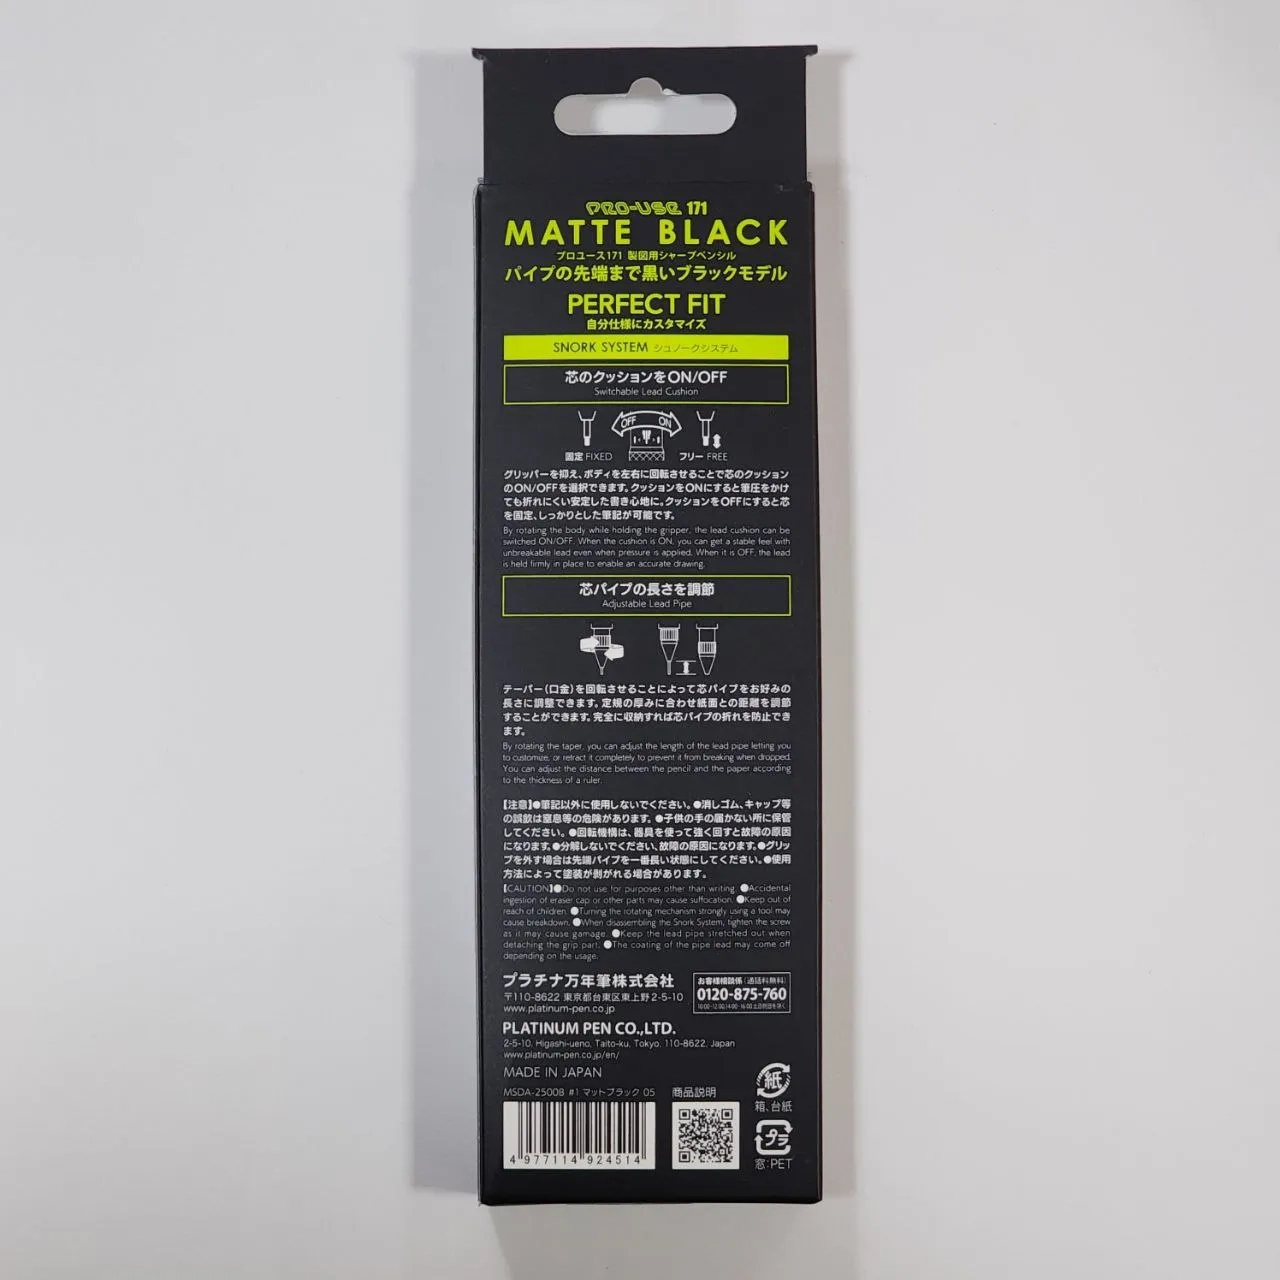 PRO-USE 171
MATTE BLACK
プロユース171 製図用シャープペンシル
パイプの先端まで黒いブラックモデル
PERFECT FIT
自分仕様にカスタマイズ
SNORK SYSTEM シュノークシステム
芯のクッションをON/OFF
Switchable Lead Cushion
OFF ON
固定 FIXED フリー FREE
グリッパーを抑え、ボディを左右に回転させることで芯のクッション
のON/OFFを選択できます。クッションをONにすると筆圧をかけ
ても折れにくい安定した書き心地に。クッションをOFFにすると芯
を固定、しっかりとした筆記が可能です。
By rotating the body while holding the gripper, the lead cushion can be
switched ON/OFF. When the cushion is ON, you can get a stable feel with
unbreakable lead even when pressure is applied. When it is OFF, the lead
is held firmly in place to enable an accurate drawing.
芯パイプの長さを調節
Adjustable Lead Pipe
テーパー(口金)を回転させることによって芯パイプをお好みの
長さに調整できます。定規の厚みに合わせ紙面との距離を調節
することができます。完全に収納すれば芯パイプの折れを防止でき
ます。
By rotating the taper, you can adjust the length of the lead pipe letting you
to customize, or retract it completely to prevent it from breaking when dropped.
You can adjust the distance between the pencil and the paper according
to the thickness of a ruler.
【注意】●筆記以外に使用しないでください。●消しゴム、キャップ等
の誤飲は窒息等の危険があります。●子供の手の届かない所に保管
してください。●回転機構は、器具を使って強く回すと故障の原因
になります。●分解しないでください、故障の原因になります。●グリッ
プを外す場合は先端パイプを一番長い状態にしてください。●使用
方法によって塗装が剥がれる場合があります。
【CAUTION】●Do not use for purposes other than writing. ●Accidental
ingestion of eraser cap or other parts may cause suffocation. ●Keep out of
reach of children. ●Turning the rotating mechanism strongly using a tool may
cause breakdown. ●When disassembling the Snork System, tighten the screw
as it may cause gamage. ●Keep the lead pipe stretched out when
detaching the grip part. ●The coating of the pipe lead may come off
depending on the usage.
プラチナ万年筆株式会社
〒110-8622 東京都台東区東上野2-5-10
www.platinum-pen.co.jp
お客様相談係(通話料無料)
0120-875-760
10:00~12:00,14:00~16:00 土日祝日を除く
PLATINUM PEN CO.,LTD.
2-5-10, Higashi-ueno, Taito-ku, Tokyo, 110-8622, Japan
www.platinum-pen.co.jp/en/
MADE IN JAPAN
MSDA-2500B #1 マットブラック 05
商品説明
4 977114 924514
紙
箱、台紙
プラ
窓:PET